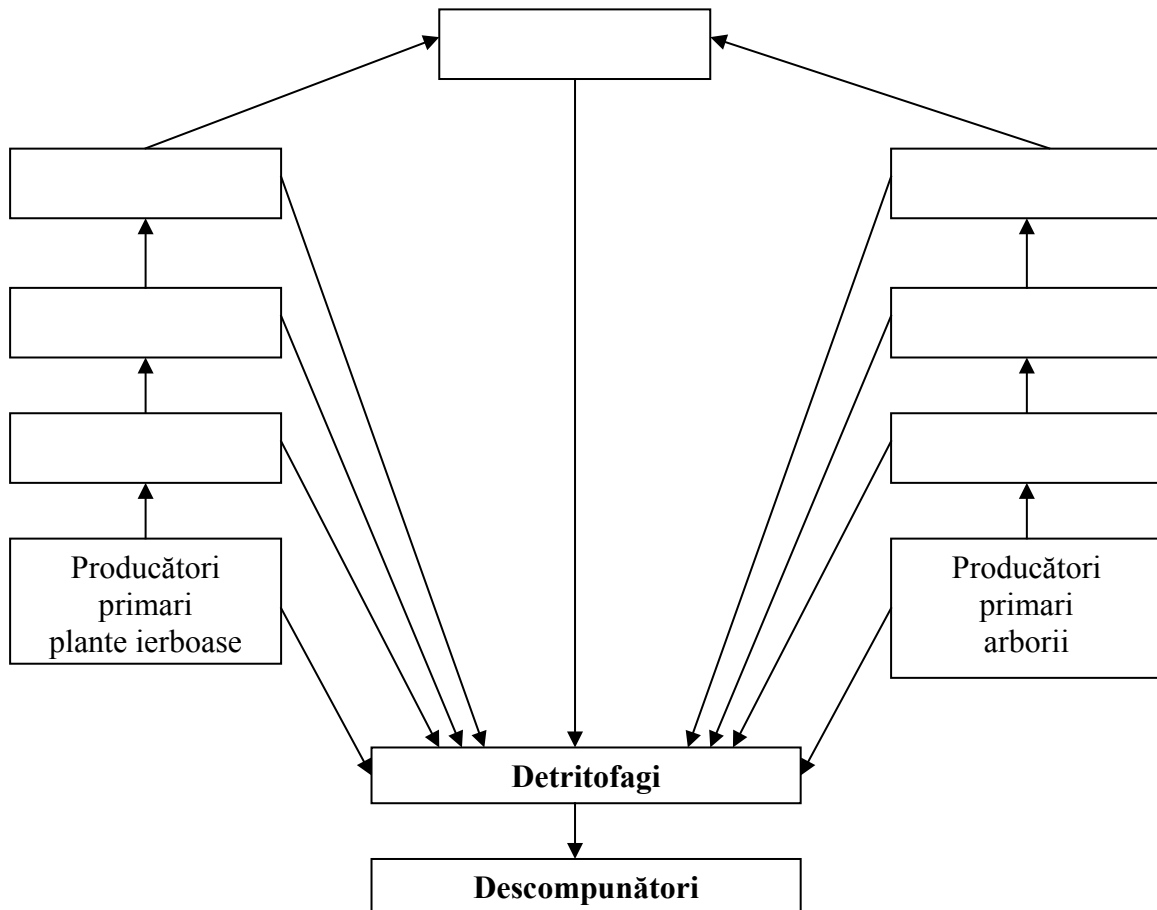 Producători
primari
plante ierboase
Producători
primari
arborii
Detritofagi
Descompunători